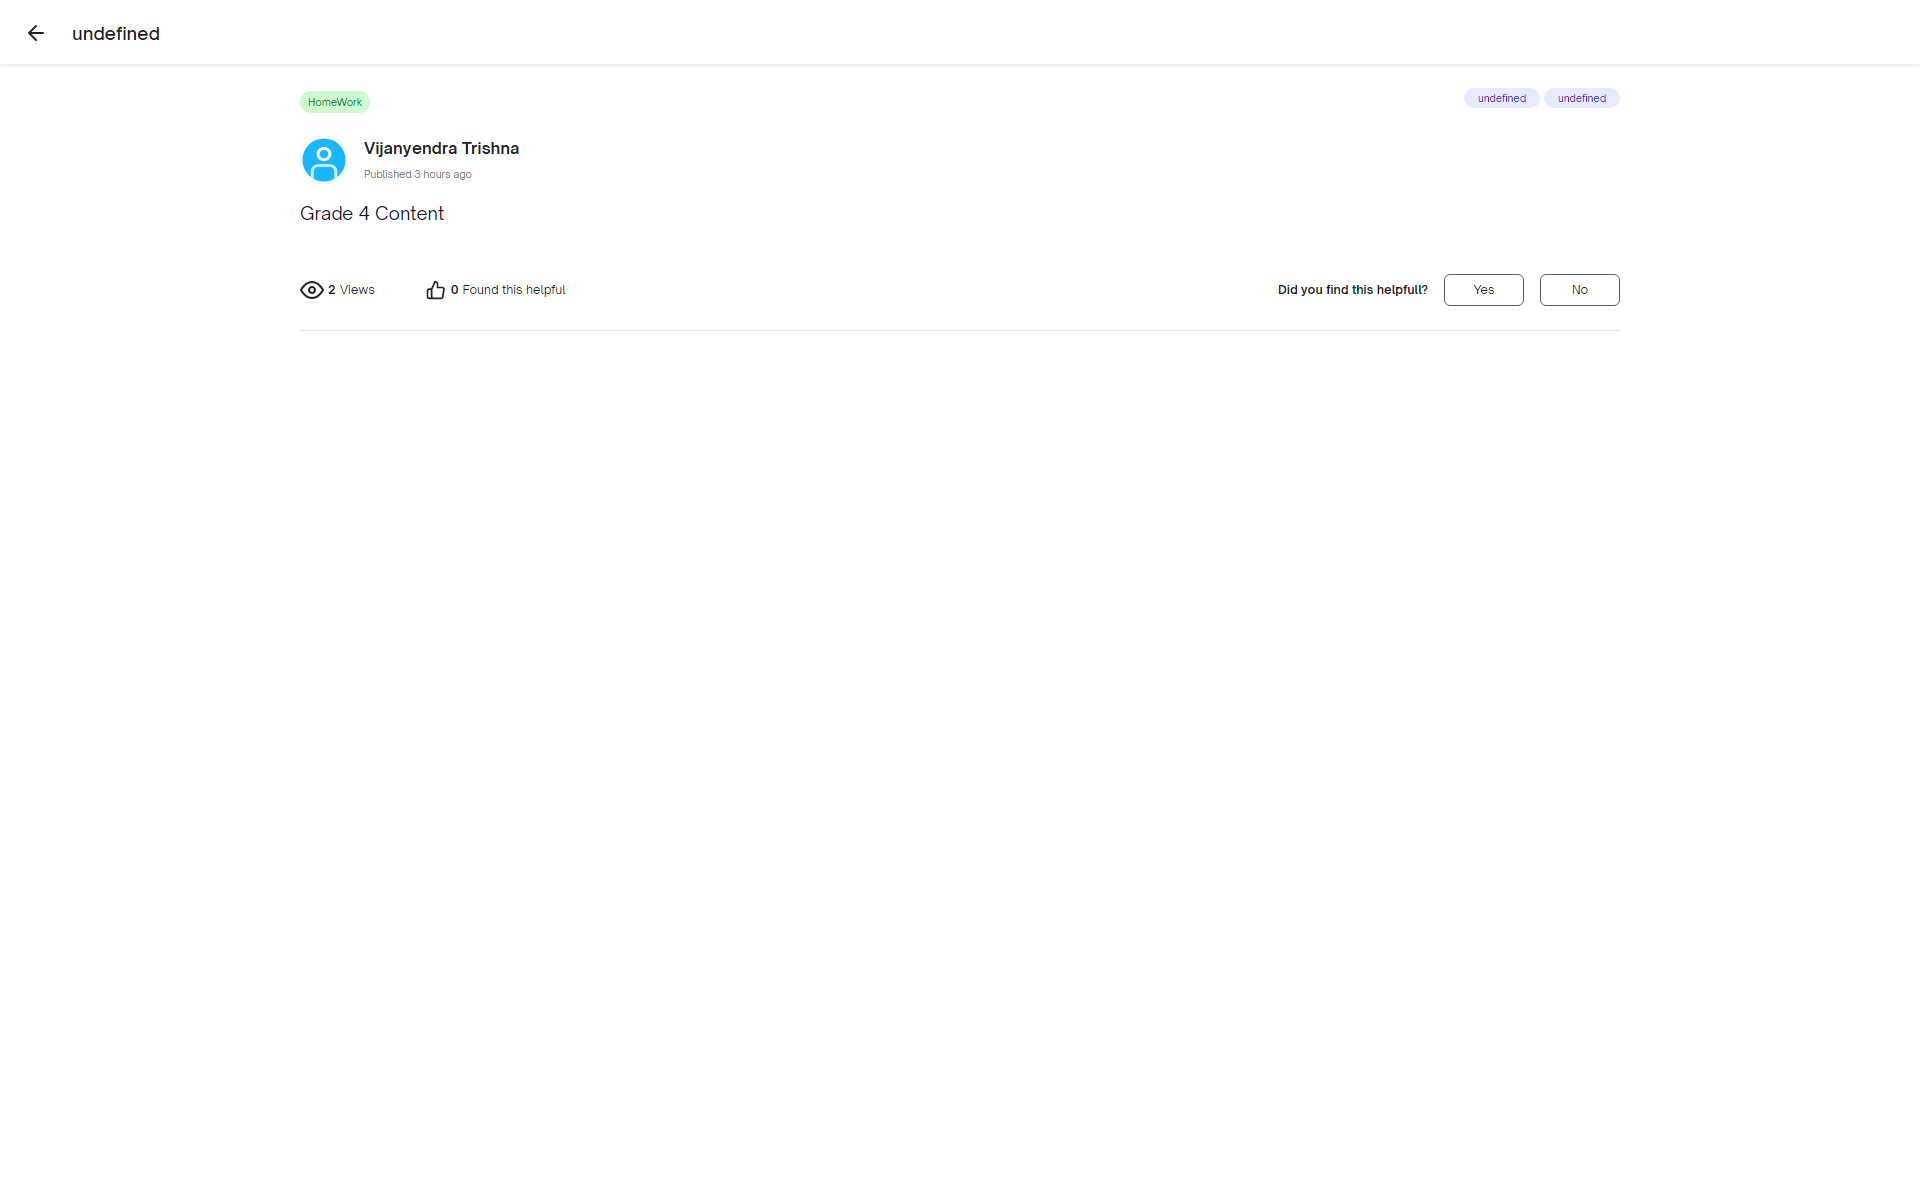 undefined
HomeWork
undefined
undefined
Vijanyendra Trishna
Published 3 hours ago
Grade 4 Content
2 Views
0 Found this helpful
Did you find this helpfull?
Yes
No